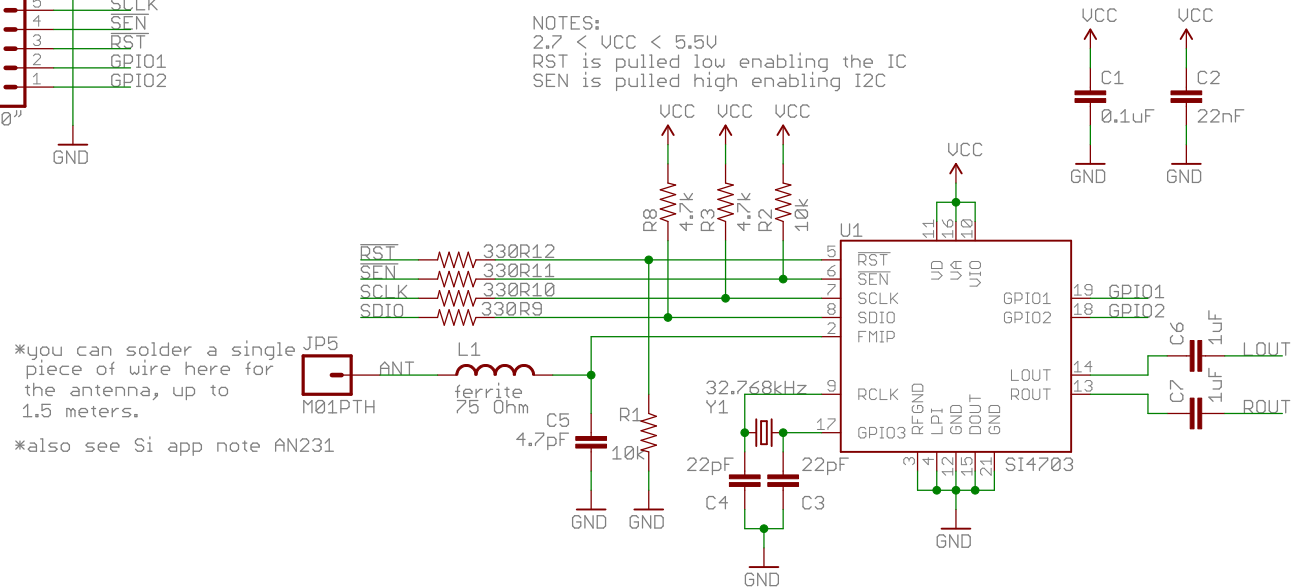 5 SCLK
4 SEN
3 RST
2 GPIO1
1 GPIO2
0"
GND
NOTES:
2.7 < VCC < 5.5V
RST is pulled low enabling the IC
SEN is pulled high enabling I2C
VCC VCC
C1 C2
0.1uF 22nF
GND GND
VCC VCC VCC
R8 4.7k R3 4.7k R2 10k
VCC
U1
11 16 10
VD VA VIO
RST 330R12 5 RST
SEN 330R11 6 SEN
SCLK 330R10 7 SCLK
SDIO 330R9 8 SDIO
2 FMIP
GPIO1 19 GPIO1
GPIO2 18 GPIO2
C6 1uF
LOUT 14 LOUT
ROUT 13 ROUT
C7 1uF
*you can solder a single
piece of wire here for
the antenna, up to
1.5 meters.
*also see Si app note AN231
JP5
ANT
M01PTH
L1
ferrite
75 Ohm
C5
4.7pF
R1
10k
GND GND
32.768kHz
Y1
9 RCLK
17 GPIO3
22pF 22pF
C4 C3
GND
RFGND LPI GND DOUT GND
3 4 12 15 21
SI4703
GND